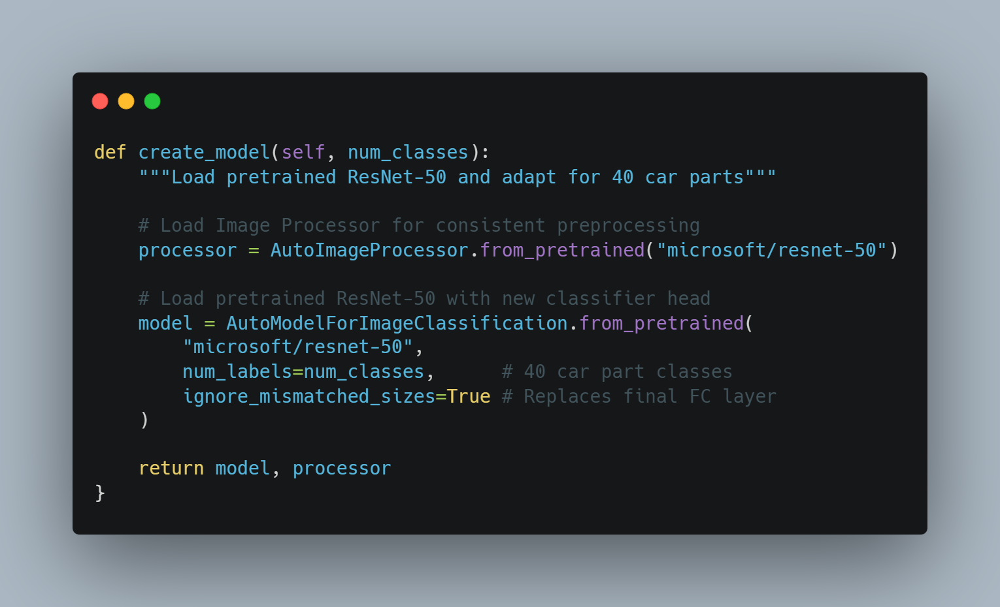 def create_model(self, num_classes):
    """Load pretrained ResNet-50 and adapt for 40 car parts"""

    # Load Image Processor for consistent preprocessing
    processor = AutoImageProcessor.from_pretrained("microsoft/resnet-50")

    # Load pretrained ResNet-50 with new classifier head
    model = AutoModelForImageClassification.from_pretrained(
        "microsoft/resnet-50",
        num_labels=num_classes,      # 40 car part classes
        ignore_mismatched_sizes=True # Replaces final FC layer
    )

    return model, processor
}